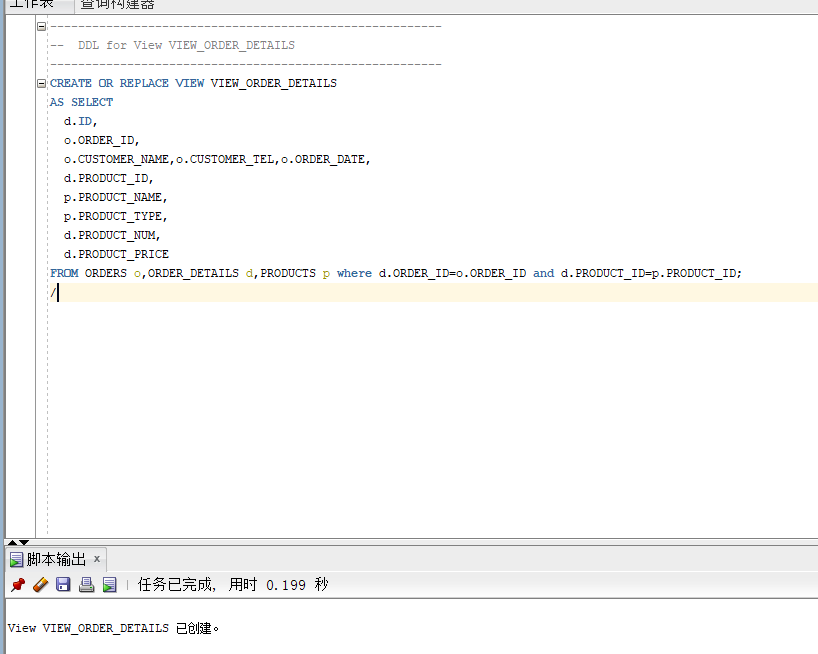 工作表 查询构建器
--------------------------------------------------------
--  DDL for View VIEW_ORDER_DETAILS
--------------------------------------------------------
CREATE OR REPLACE VIEW VIEW_ORDER_DETAILS
AS SELECT
  d.ID,
  o.ORDER_ID,
  o.CUSTOMER_NAME,o.CUSTOMER_TEL,o.ORDER_DATE,
  d.PRODUCT_ID,
  p.PRODUCT_NAME,
  p.PRODUCT_TYPE,
  d.PRODUCT_NUM,
  d.PRODUCT_PRICE
FROM ORDERS o,ORDER_DETAILS d,PRODUCTS p where d.ORDER_ID=o.ORDER_ID and d.PRODUCT_ID=p.PRODUCT_ID;
/
脚本输出 x
任务已完成, 用时 0.199 秒
View VIEW_ORDER_DETAILS 已创建。